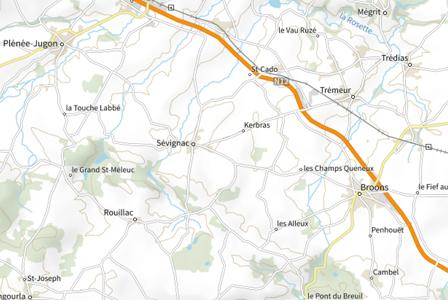 Mégrit
la Rosette
le Vau Ruzé
Plénée-Jugon
Trédias
St Cado
Trémeur
la Touche Labbé
Kerbras
Sévignac
les Champs Queneux
le Grand St-Méleuc
Broons
le Fief au
Rouillac
les Alleux
Penhouët
St-Joseph
Cambel
ngourla
le Pont du Breuil